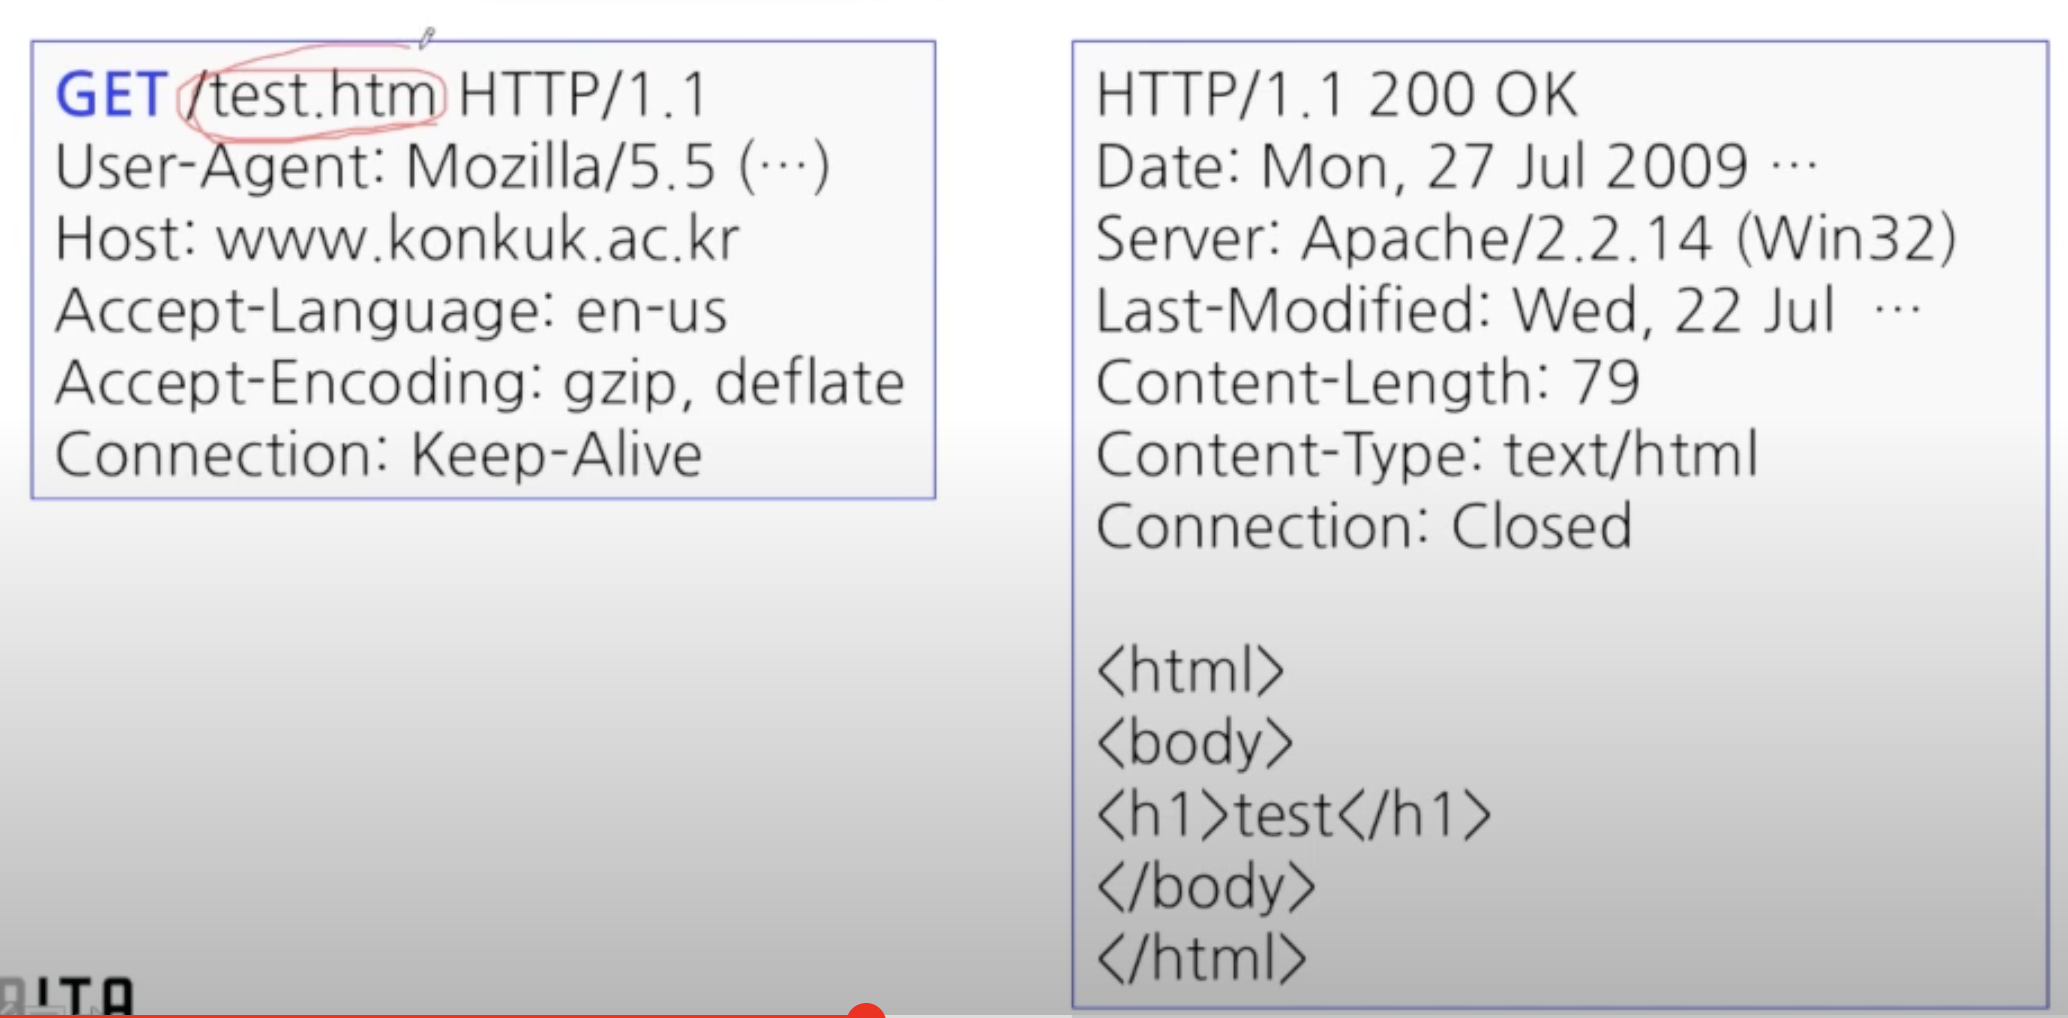 GET /test.htm HTTP/1.1
User-Agent: Mozilla/5.5 (…)
Host: www.konkuk.ac.kr
Accept-Language: en-us
Accept-Encoding: gzip, deflate
Connection: Keep-Alive
HTTP/1.1 200 OK
Date: Mon, 27 Jul 2009 …
Server: Apache/2.2.14 (Win32)
Last-Modified: Wed, 22 Jul …
Content-Length: 79
Content-Type: text/html
Connection: Closed
<html>
<body>
<h1>test</h1>
</body>
</html>